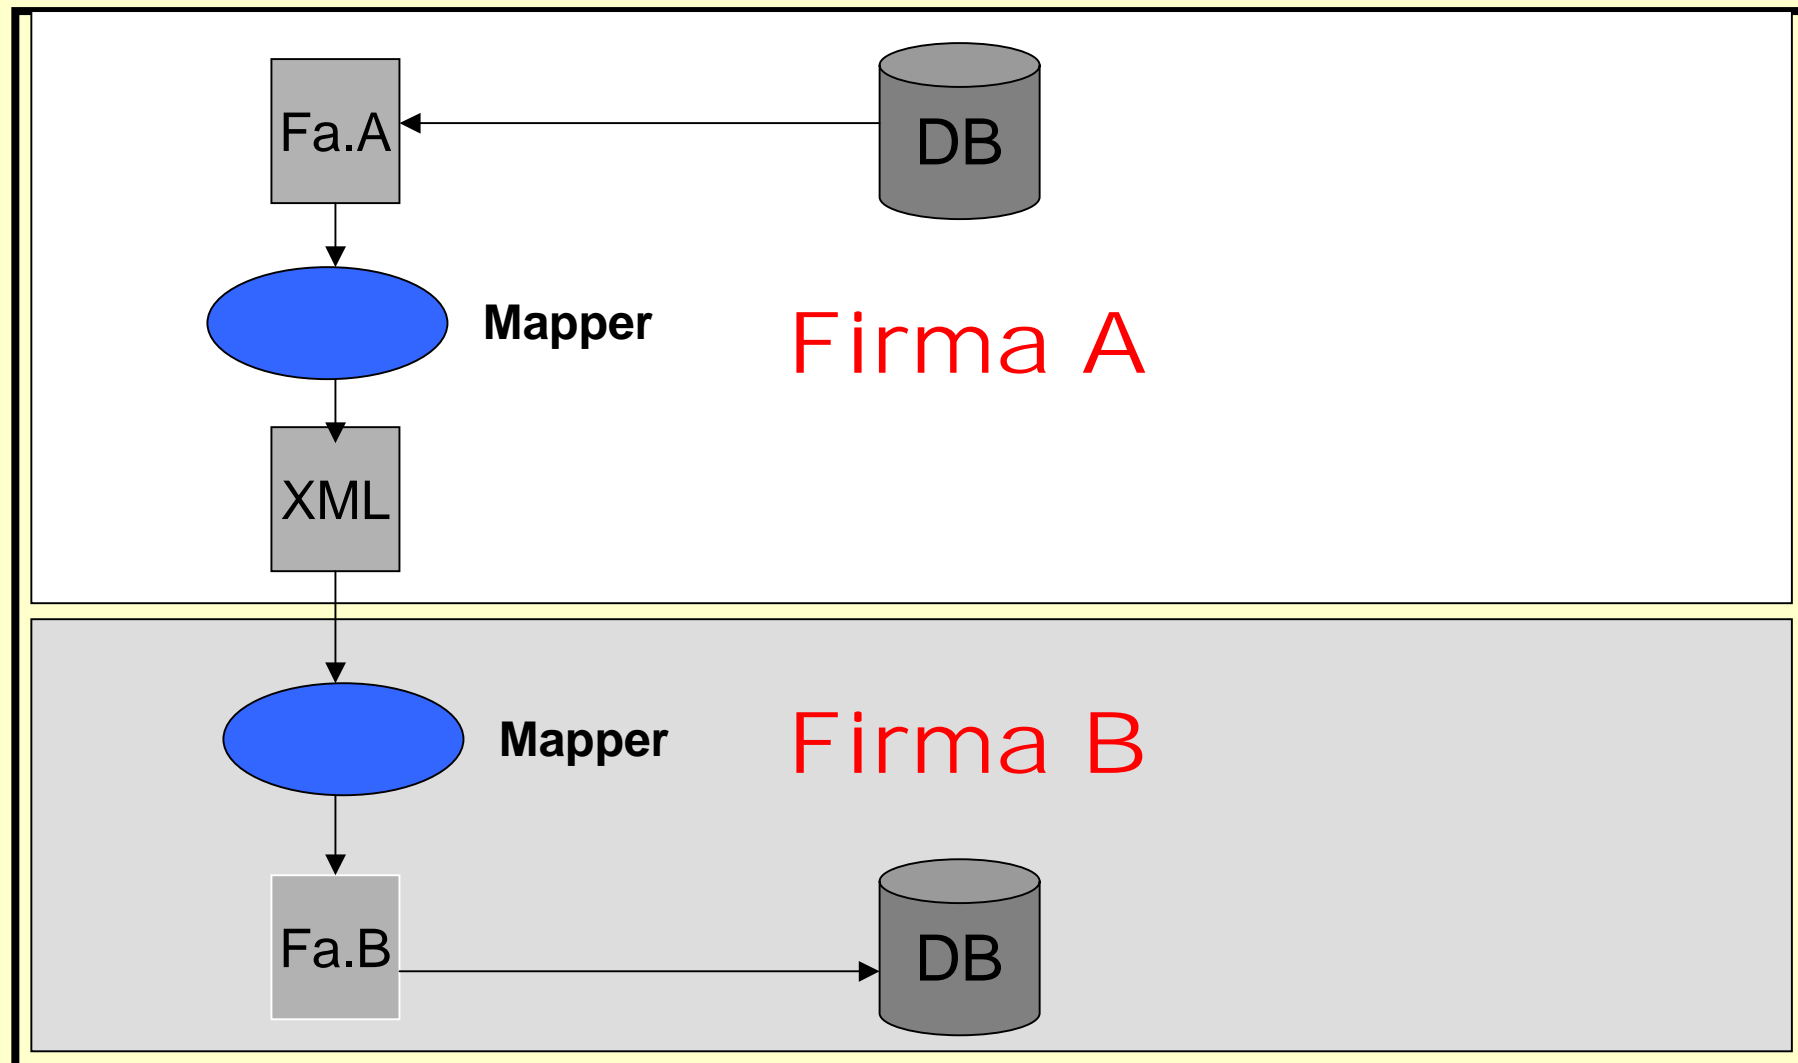 Fa.A
DB
Mapper
Firma A
XML
Mapper
Firma B
Fa.B
DB